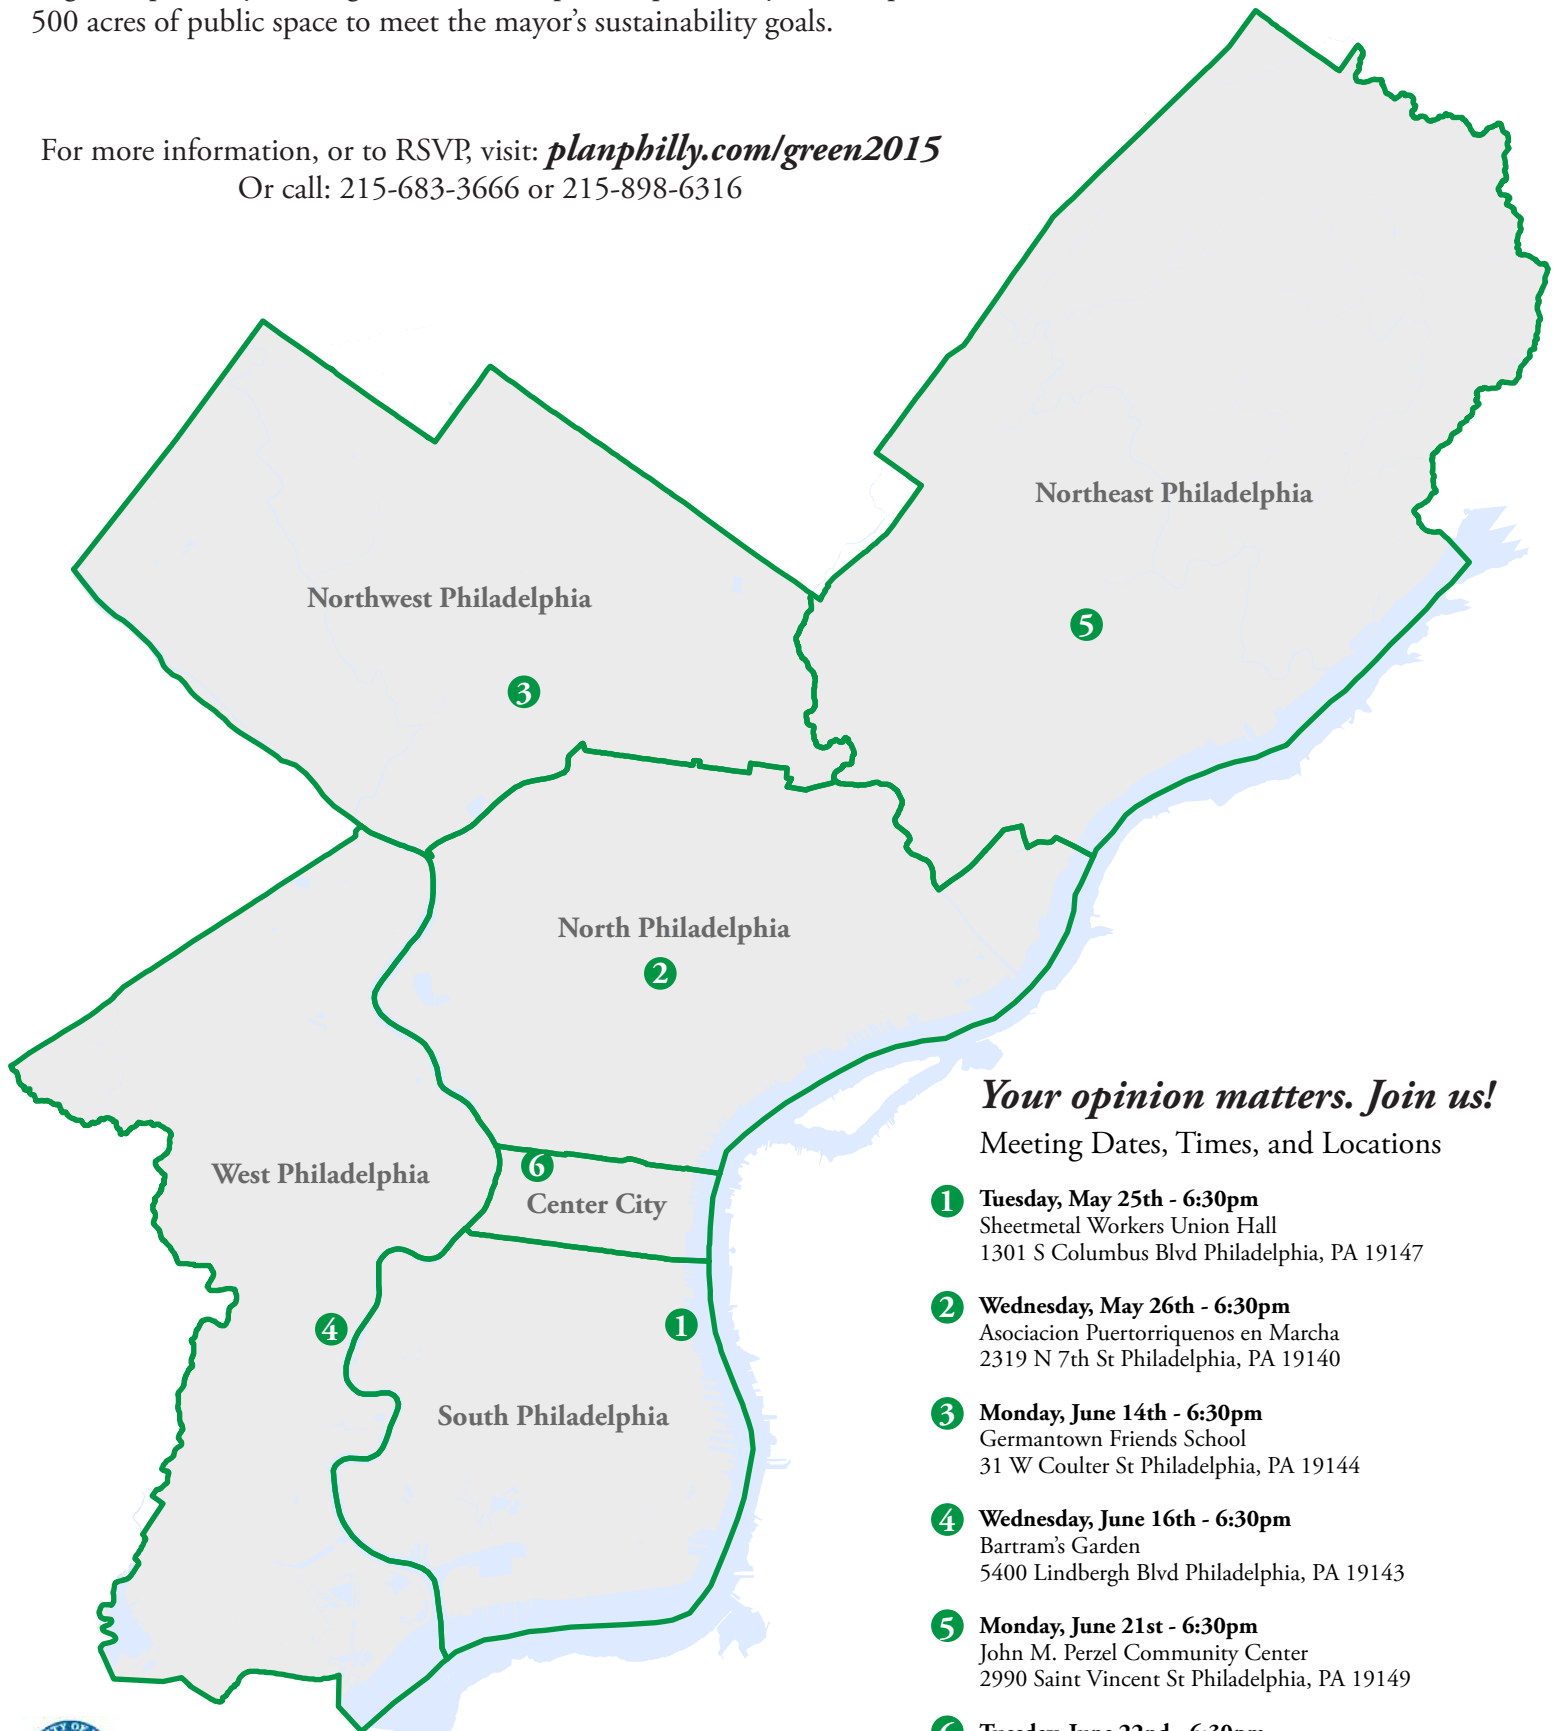 500 acres of public space to meet the mayor’s sustainability goals.
For more information, or to RSVP, visit: planphilly.com/green2015
Or call: 215-683-3666 or 215-898-6316
Northeast Philadelphia
Northwest Philadelphia
5
3
North Philadelphia
2
West Philadelphia
6
Center City
4
1
South Philadelphia
Your opinion matters. Join us!
Meeting Dates, Times, and Locations
1 Tuesday, May 25th - 6:30pm
Sheetmetal Workers Union Hall
1301 S Columbus Blvd Philadelphia, PA 19147
2 Wednesday, May 26th - 6:30pm
Asociacion Puertorriquenos en Marcha
2319 N 7th St Philadelphia, PA 19140
3 Monday, June 14th - 6:30pm
Germantown Friends School
31 W Coulter St Philadelphia, PA 19144
4 Wednesday, June 16th - 6:30pm
Bartram’s Garden
5400 Lindbergh Blvd Philadelphia, PA 19143
5 Monday, June 21st - 6:30pm
John M. Perzel Community Center
2990 Saint Vincent St Philadelphia, PA 19149
6 Tuesday, June 22nd - 6:30pm